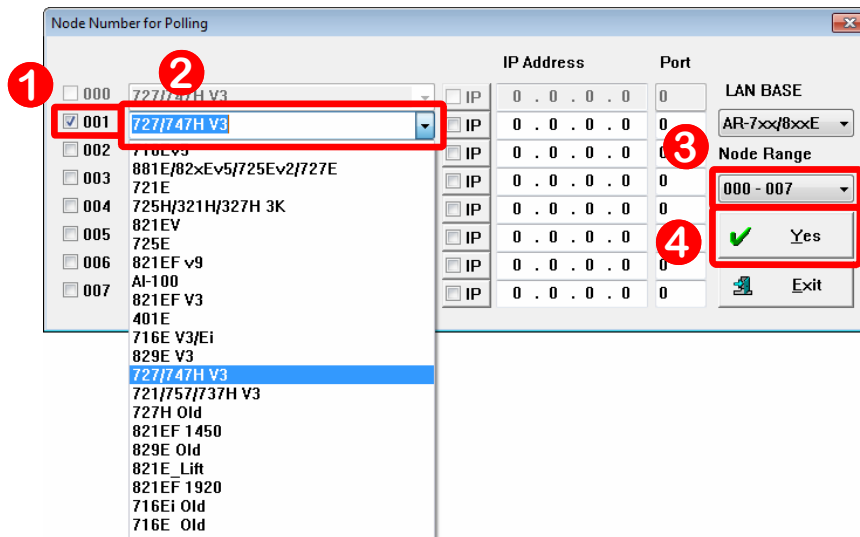 Node Number for Polling
IP Address Port
1 2
000 727/747H V3 IP 0 . 0 . 0 . 0 0 LAN BASE
001 727/747H V3 IP 0 . 0 . 0 . 0 0 AR-7xx/8xxE
002 IP 0 . 0 . 0 . 0 3 Node Range
881E/82xEv5/725Ev2/727E
003 721E IP 0 . 0 . 0 . 0 0 000 - 007
004 725H/321H/327H 3K IP 0 . 0 . 0 . 0 0
821EV
005 725E IP 0 . 0 . 0 . 0 4 Yes
006 821EF v9 IP 0 . 0 . 0 . 0 0
AI-100
007 821EF V3 IP 0 . 0 . 0 . 0 0 Exit
401E
716E V3/Ei
829E V3
727/747H V3
721/757/737H V3
727H Old
821EF 1450
829E Old
821E_Lift
821EF 1920
716Ei Old
716E Old